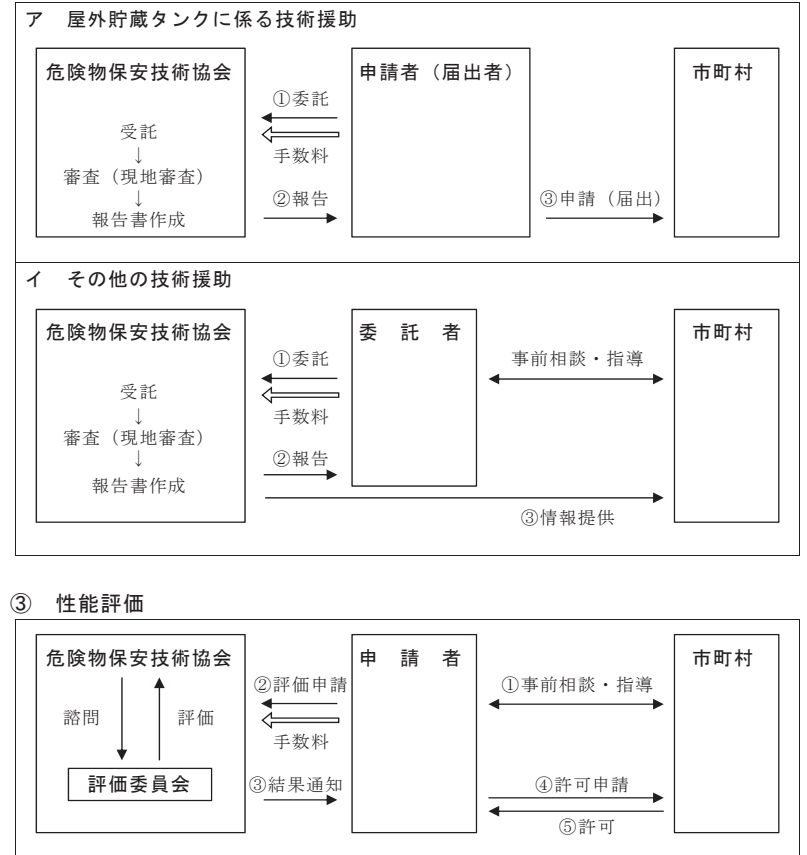 ア　屋外貯蔵タンクに係る技術援助
危険物保安技術協会
申請者（届出者）
市町村
①委託
手数料
受託
↓
審査（現地審査）
↓
報告書作成
②報告
③申請（届出）
イ　その他の技術援助
危険物保安技術協会
委　託　者
市町村
①委託
手数料
事前相談・指導
受託
↓
審査（現地審査）
↓
報告書作成
②報告
③情報提供
③　性能評価
危険物保安技術協会
申　請　者
市町村
②評価申請
手数料
①事前相談・指導
諮問
評価
評価委員会
③結果通知
④許可申請
⑤許可